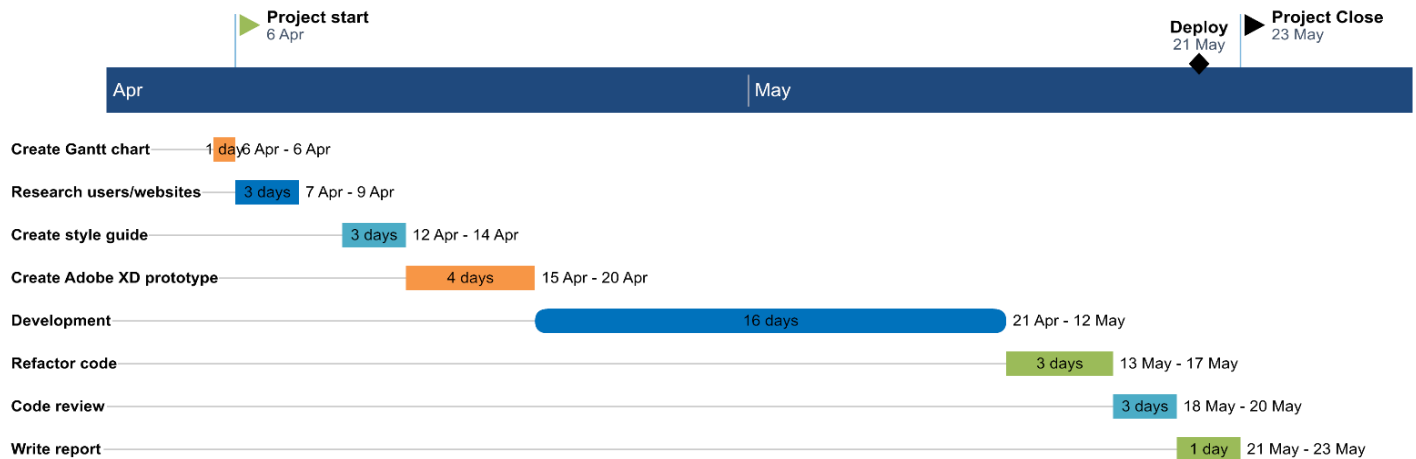 Project start
6 Apr
Deploy
21 May
Project Close
23 May
Apr
May
Create Gantt chart 1 day 6 Apr - 6 Apr
Research users/websites 3 days 7 Apr - 9 Apr
Create style guide 3 days 12 Apr - 14 Apr
Create Adobe XD prototype 4 days 15 Apr - 20 Apr
Development 16 days 21 Apr - 12 May
Refactor code 3 days 13 May - 17 May
Code review 3 days 18 May - 20 May
Write report 1 day 21 May - 23 May